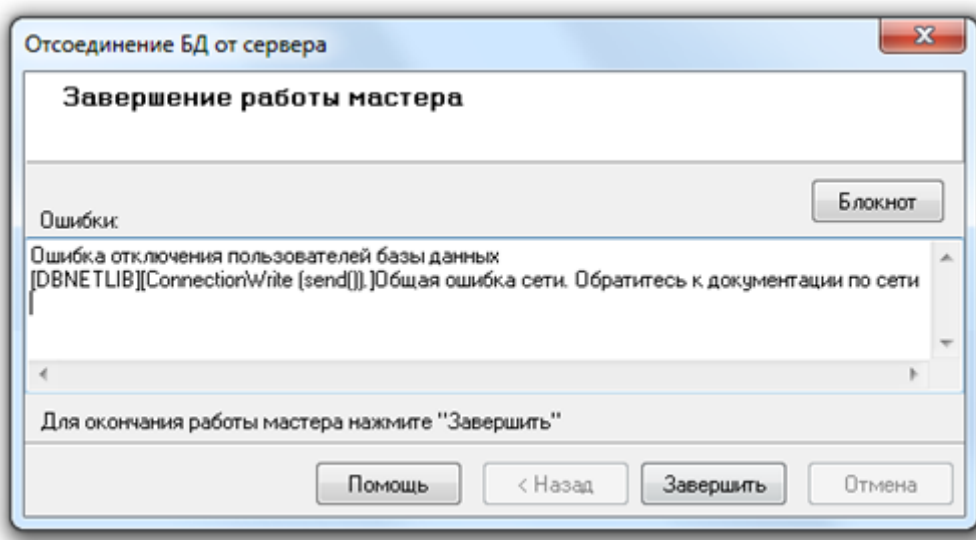 Отсоединение БД от сервера
Завершение работы мастера
Блокнот
Ошибки:
Ошибка отключения пользователей базы данных
[DBNETLIB][ConnectionWrite (send()).]Общая ошибка сети. Обратитесь к документации по сети
Для окончания работы мастера нажмите "Завершить"
Помощь
< Назад
Завершить
Отмена